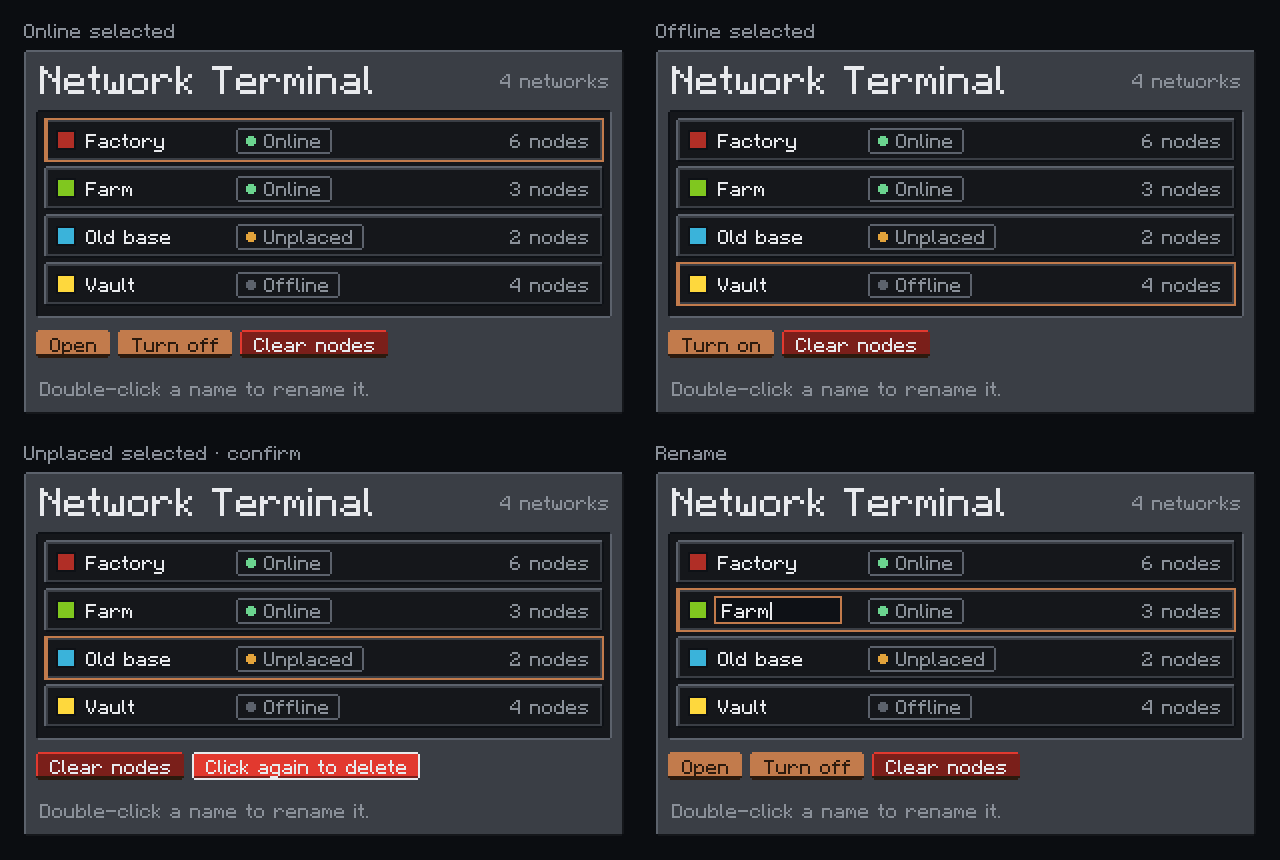 Online selected
Network Terminal 4 networks
Factory Online 6 nodes
Farm Online 3 nodes
Old base Unplaced 2 nodes
Vault Offline 4 nodes
Open Turn off Clear nodes
Double-click a name to rename it.
Offline selected
Network Terminal 4 networks
Factory Online 6 nodes
Farm Online 3 nodes
Old base Unplaced 2 nodes
Vault Offline 4 nodes
Turn on Clear nodes
Double-click a name to rename it.
Unplaced selected · confirm
Network Terminal 4 networks
Factory Online 6 nodes
Farm Online 3 nodes
Old base Unplaced 2 nodes
Vault Offline 4 nodes
Clear nodes Click again to delete
Double-click a name to rename it.
Rename
Network Terminal 4 networks
Factory Online 6 nodes
Farm Online 3 nodes
Old base Unplaced 2 nodes
Vault Offline 4 nodes
Open Turn off Clear nodes
Double-click a name to rename it.